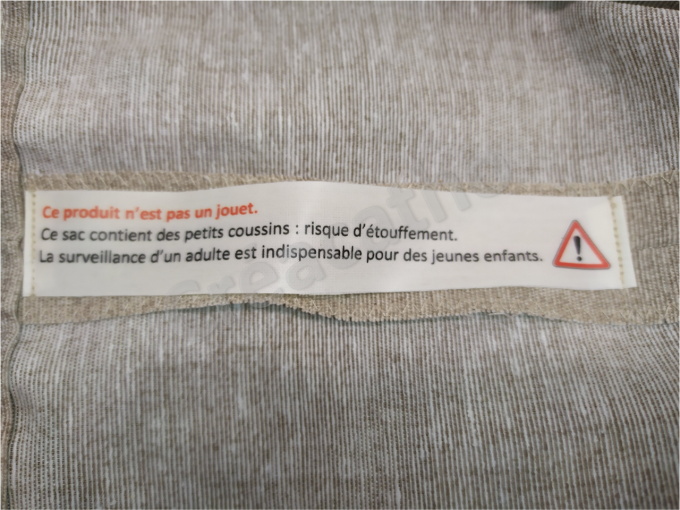 Ce produit n'est pas un jouet.
Ce sac contient des petits coussins : risque d'étouffement.
La surveillance d'un adulte est indispensable pour des jeunes enfants.